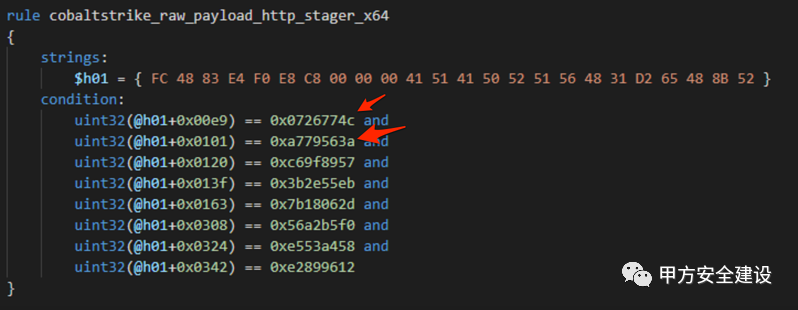 rule cobaltstrike_raw_payload_http_stager_x64
{
strings:
$h01 = { FC 48 83 E4 F0 E8 C8 00 00 00 41 51 41 50 52 51 56 48 31 D2 65 48 8B 52 }
condition:
uint32(@h01+0x00e9) == 0x0726774c and
uint32(@h01+0x0101) == 0xa779563a and
uint32(@h01+0x0120) == 0xc69f8957 and
uint32(@h01+0x013f) == 0x3b2e55eb and
uint32(@h01+0x0163) == 0x7b18062d and
uint32(@h01+0x0308) == 0x56a2b5f0 and
uint32(@h01+0x0324) == 0xe553a458 and
uint32(@h01+0x0342) == 0xe2899612
}
甲方安全建设